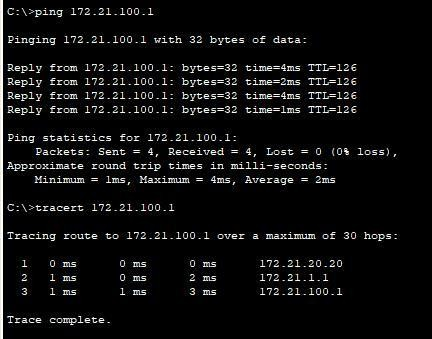 C:\>ping 172.21.100.1
Pinging 172.21.100.1 with 32 bytes of data:
Reply from 172.21.100.1: bytes=32 time=4ms TTL=126
Reply from 172.21.100.1: bytes=32 time=2ms TTL=126
Reply from 172.21.100.1: bytes=32 time=4ms TTL=126
Reply from 172.21.100.1: bytes=32 time=1ms TTL=126
Ping statistics for 172.21.100.1:
Packets: Sent = 4, Received = 4, Lost = 0 (0% loss),
Approximate round trip times in milli-seconds:
Minimum = 1ms, Maximum = 4ms, Average = 2ms
C:\>tracert 172.21.100.1
Tracing route to 172.21.100.1 over a maximum of 30 hops:
1 0 ms 0 ms 0 ms 172.21.20.20
2 1 ms 0 ms 2 ms 172.21.1.1
3 1 ms 1 ms 3 ms 172.21.100.1
Trace complete.